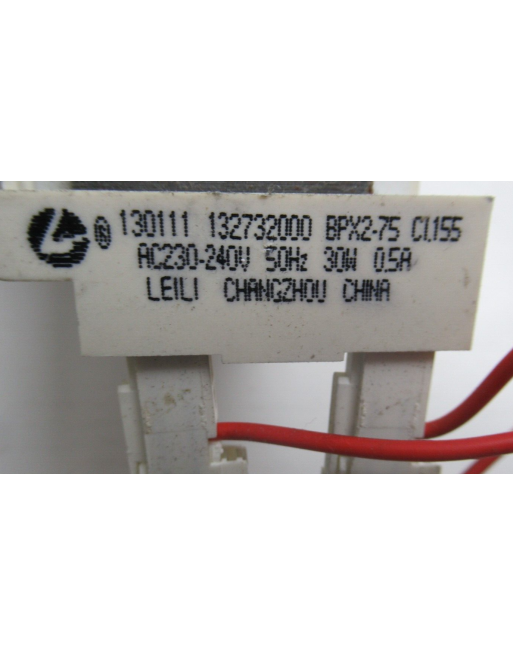 ® 130111 132732000 BPX2-75 Cl.155
AC230-240V 50Hz 30W 0.5A
LEILI CHANGZHOU CHINA